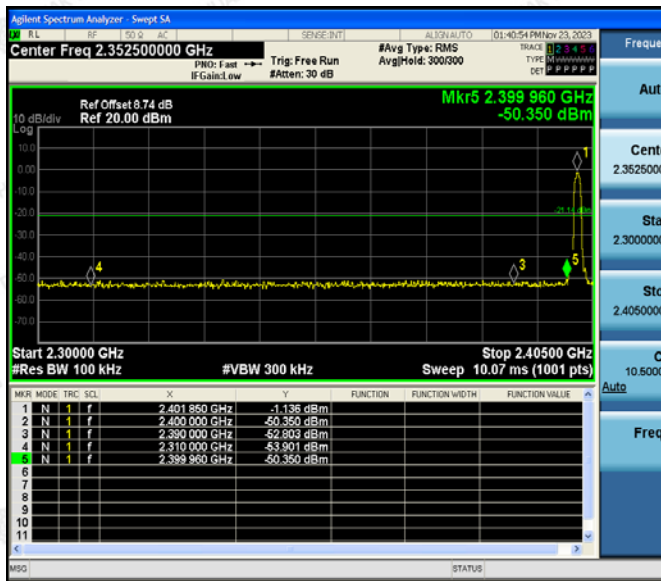 Agilent Spectrum Analyzer - Swept SA
RL RF 50 Ω AC SENSE:INT ALIGN AUTO 01:40:54 PM Nov 23, 2023
Center Freq 2.352500000 GHz #Avg Type: RMS TRACE 1 2 3 4 5 6
PNO: Fast Trig: Free Run Avg|Hold: 300/300 TYPE M
IFGain:Low #Atten: 30 dB DET P P P P P P
Ref Offset 8.74 dB Mkr5 2.399 960 GHz
10 dB/div Ref 20.00 dBm -50.350 dBm
Log
10.0
0.00
-10.0
-20.0
-30.0
-40.0
-50.0
-60.0
-70.0
1
5
3
4
Start 2.30000 GHz Stop 2.40500 GHz
#Res BW 100 kHz #VBW 300 kHz Sweep 10.07 ms (1001 pts)
MKR MODE TRC SCL X Y FUNCTION FUNCTION WIDTH FUNCTION VALUE
1 N 1 f 2.401 850 GHz -1.136 dBm
2 N 1 f 2.400 000 GHz -50.350 dBm
3 N 1 f 2.390 000 GHz -52.803 dBm
4 N 1 f 2.310 000 GHz -53.901 dBm
5 N 1 f 2.399 960 GHz -50.350 dBm
6
7
8
9
10
11
MSG STATUS
Freque
Aut
Cent
2.3525000
Sta
2.3000000
Sto
2.4050000
10.5000
Auto
Freq